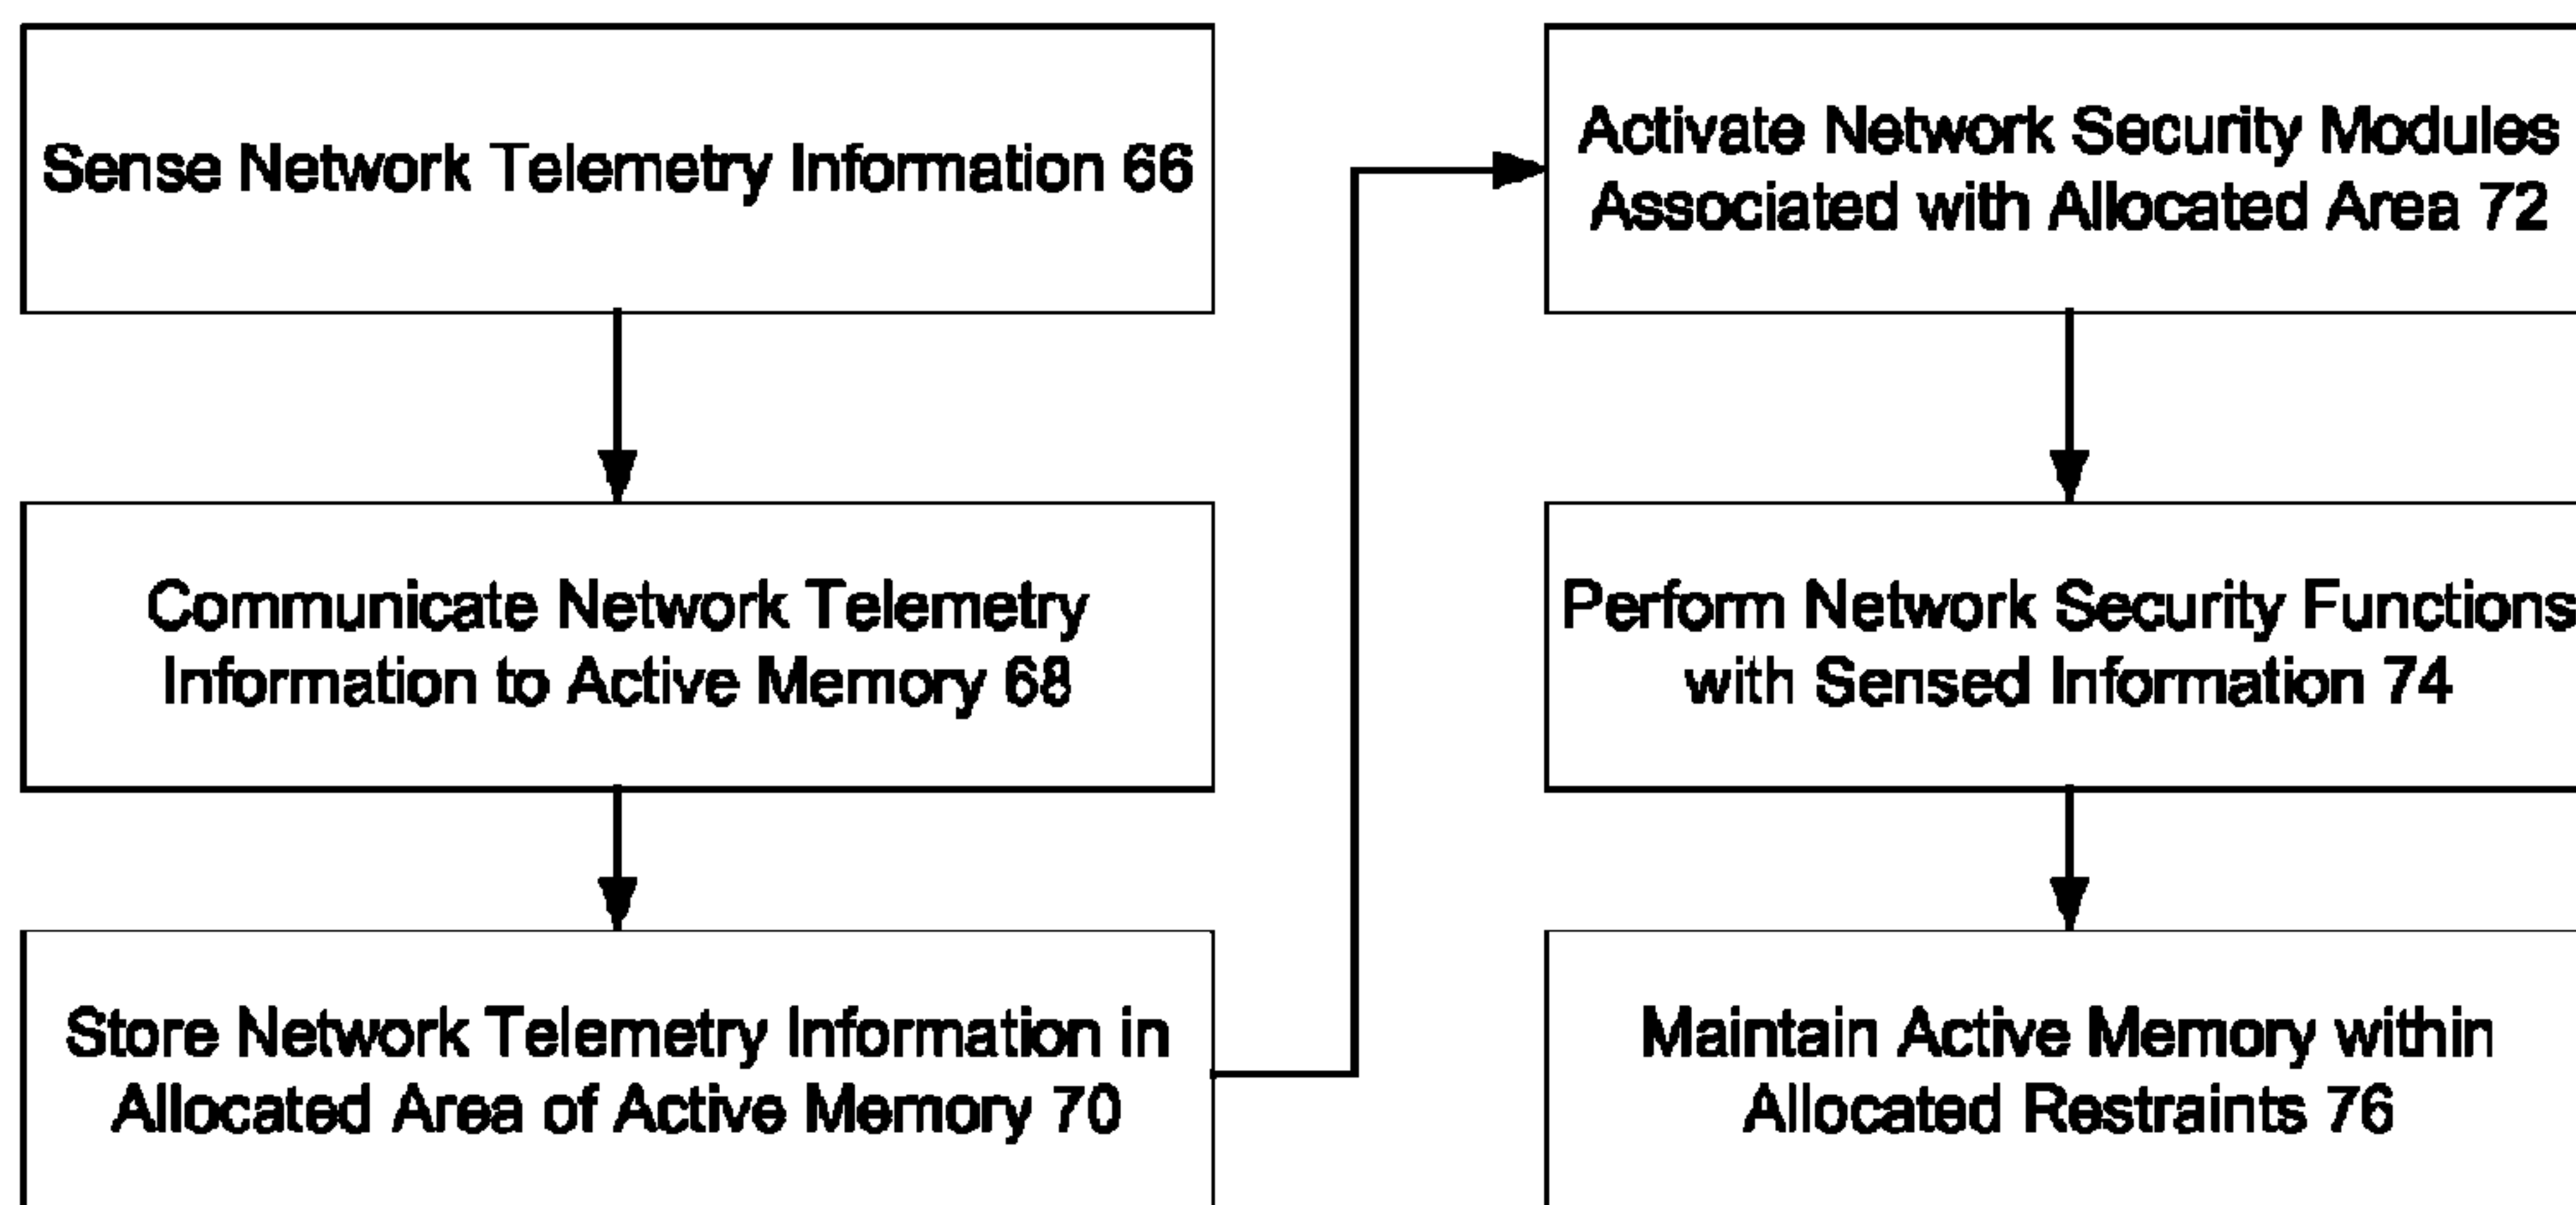 Sense Network Telemetry Information 66
Communicate Network Telemetry
Information to Active Memory 68
Store Network Telemetry Information in
Allocated Area of Active Memory 70
Activate Network Security Modules
Associated with Allocated Area 72
Perform Network Security Functions
with Sensed Information 74
Maintain Active Memory within
Allocated Restraints 76